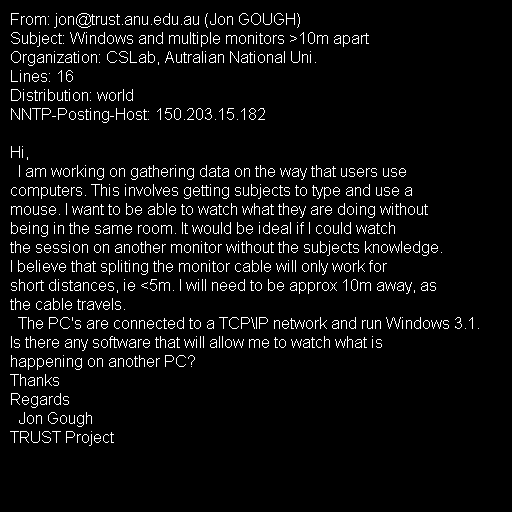 From: jon@trust.anu.edu.au (Jon GOUGH)
Subject: Windows and multiple monitors >10m apart
Organization: CSLab, Autralian National Uni.
Lines: 16
Distribution: world
NNTP-Posting-Host: 150.203.15.182

Hi,
  I am working on gathering data on the way that users use
computers. This involves getting subjects to type and use a
mouse. I want to be able to watch what they are doing without
being in the same room. It would be ideal if I could watch
the session on another monitor without the subjects knowledge.
I believe that spliting the monitor cable will only work for
short distances, ie <5m. I will need to be approx 10m away, as
the cable travels.
  The PC's are connected to a TCP\IP network and run Windows 3.1.
Is there any software that will allow me to watch what is
happening on another PC?
Thanks
Regards
  Jon Gough
TRUST Project